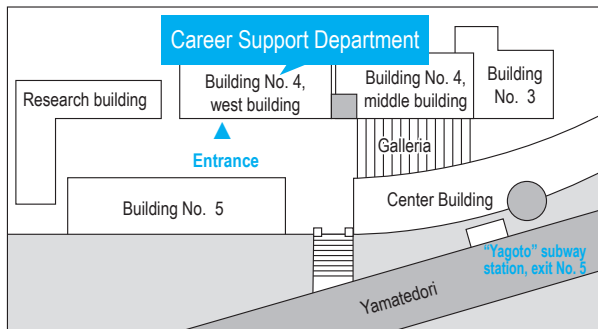 Career Support Department
Research building
Building No. 4,
west building
Building No. 4,
middle building
Building
No. 3
Entrance
Galleria
Building No. 5
Center Building
"Yagoto" subway
station, exit No. 5
Yamatedori